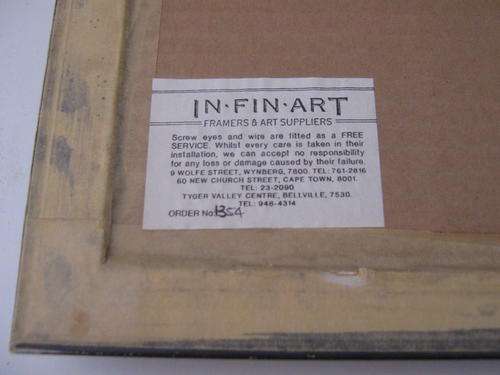 IN·FIN·ART
FRAMERS & ART SUPPLIERS
Screw eyes and wire are fitted as a FREE
SERVICE. Whilst every care is taken in their
installation, we can accept no responsibility
for any loss or damage caused by their failure.
9 WOLFE STREET, WYNBERG, 7800. TEL: 761-2816
60 NEW CHURCH STREET, CAPE TOWN, 8001.
TEL: 23-2090
TYGER VALLEY CENTRE, BELLVILLE, 7530.
TEL: 948-4314
ORDER No: